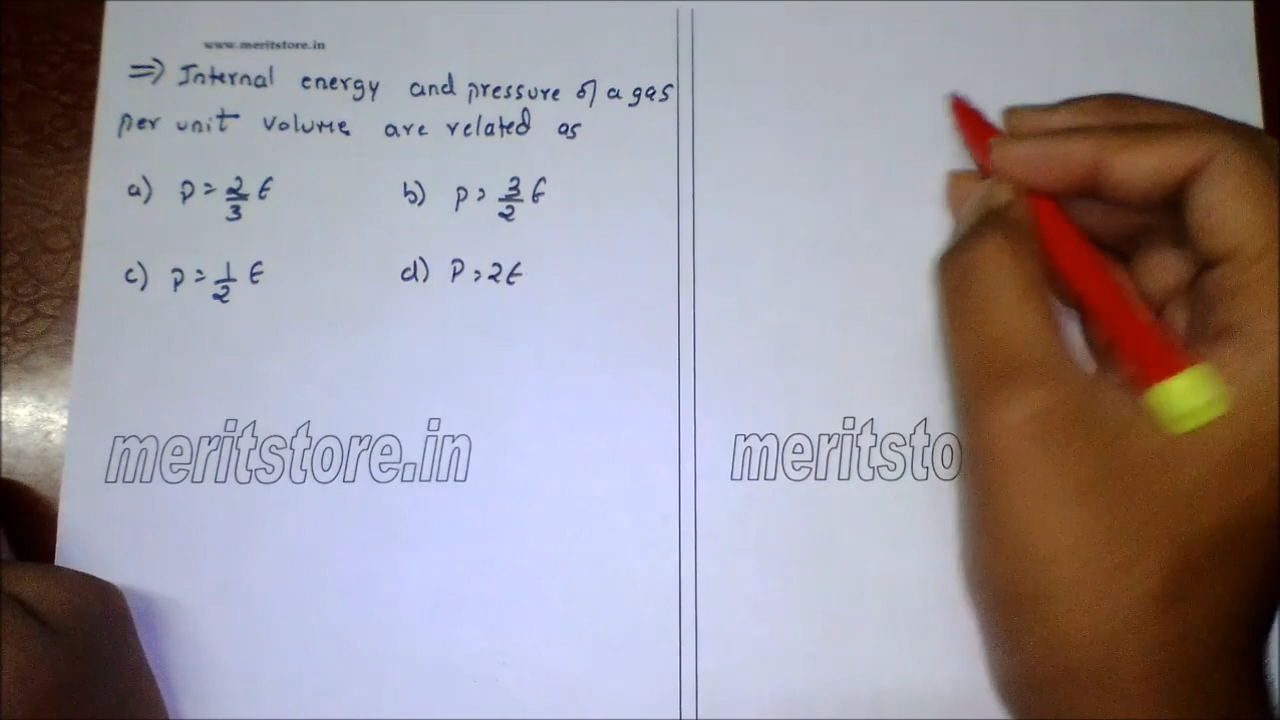 www.meritstore.in
=> Internal energy and pressure of a gas
per unit volume are related as
a) P = 2/3 E b) P = 3/2 E
c) P = 1/2 E d) P = 2E
meritstore.in meritsto